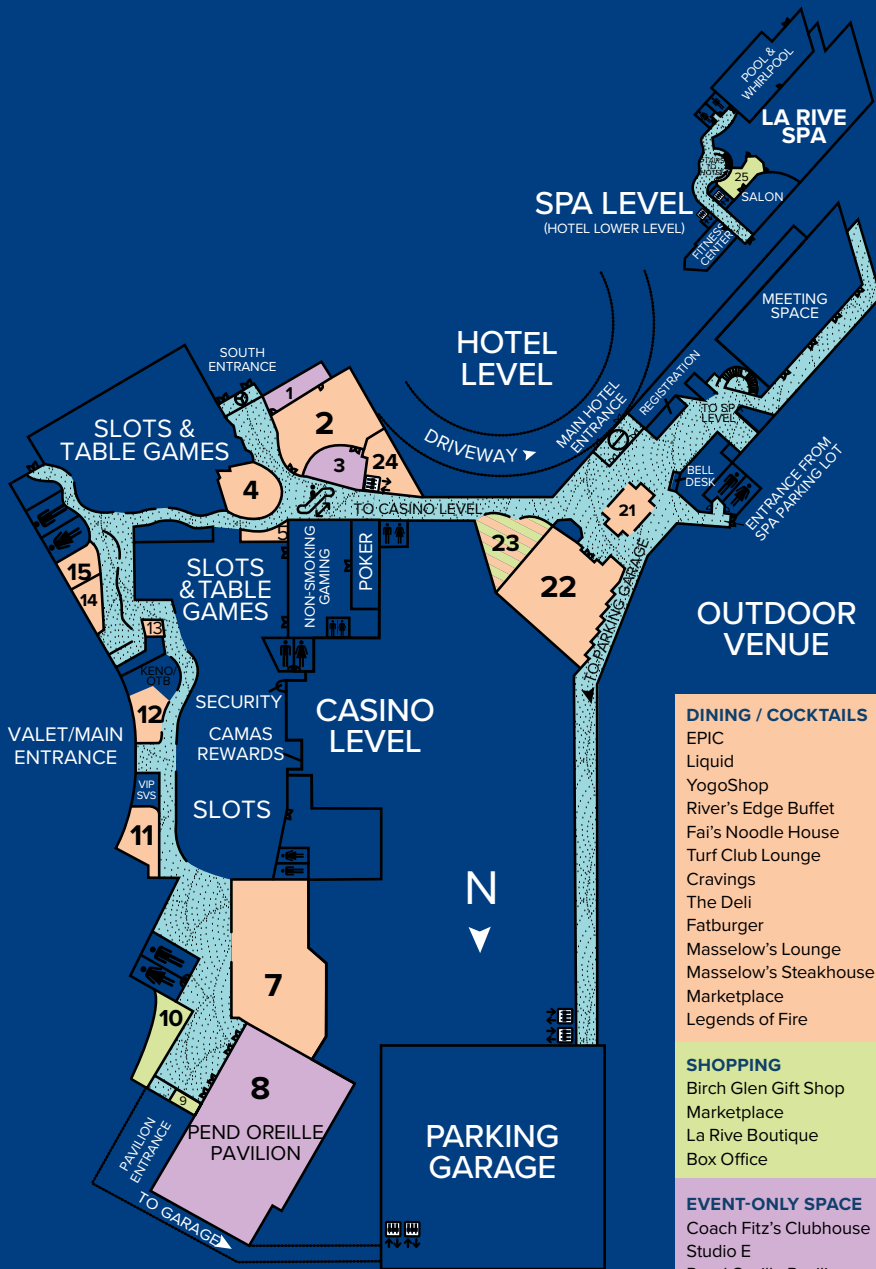 POOL &
WHIRLPOOL
LA RIVE
SPA
STAIRS
TO
HOTEL
25
SALON
SPA LEVEL
(HOTEL LOWER LEVEL)
FITNESS
CENTER
MEETING
SPACE
HOTEL
LEVEL
SOUTH
ENTRANCE
1
2
3
24
4
5
SLOTS &
TABLE GAMES
DRIVEWAY
MAIN HOTEL
ENTRANCE
REGISTRATION
TO SP
LEVEL
BELL
DESK
ENTRANCE FROM
SPA PARKING LOT
TO CASINO LEVEL
21
23
22
TO PARKING GARAGE
SLOTS
& TABLE
GAMES
NON-SMOKING
GAMING
POKER
15
14
13
KENO/
OTB
12
VALET/MAIN
ENTRANCE
SECURITY
CAMAS
REWARDS
CASINO
LEVEL
OUTDOOR
VENUE
VIP
SVS
SLOTS
11
N
7
10
9
8
PEND OREILLE
PAVILION
PAVILION
ENTRANCE
TO GARAGE
PARKING
GARAGE
DINING / COCKTAILS
EPIC
Liquid
YogoShop
River's Edge Buffet
Fai's Noodle House
Turf Club Lounge
Cravings
The Deli
Fatburger
Masselow's Lounge
Masselow's Steakhouse
Marketplace
Legends of Fire
SHOPPING
Birch Glen Gift Shop
Marketplace
La Rive Boutique
Box Office
EVENT-ONLY SPACE
Coach Fitz's Clubhouse
Studio E